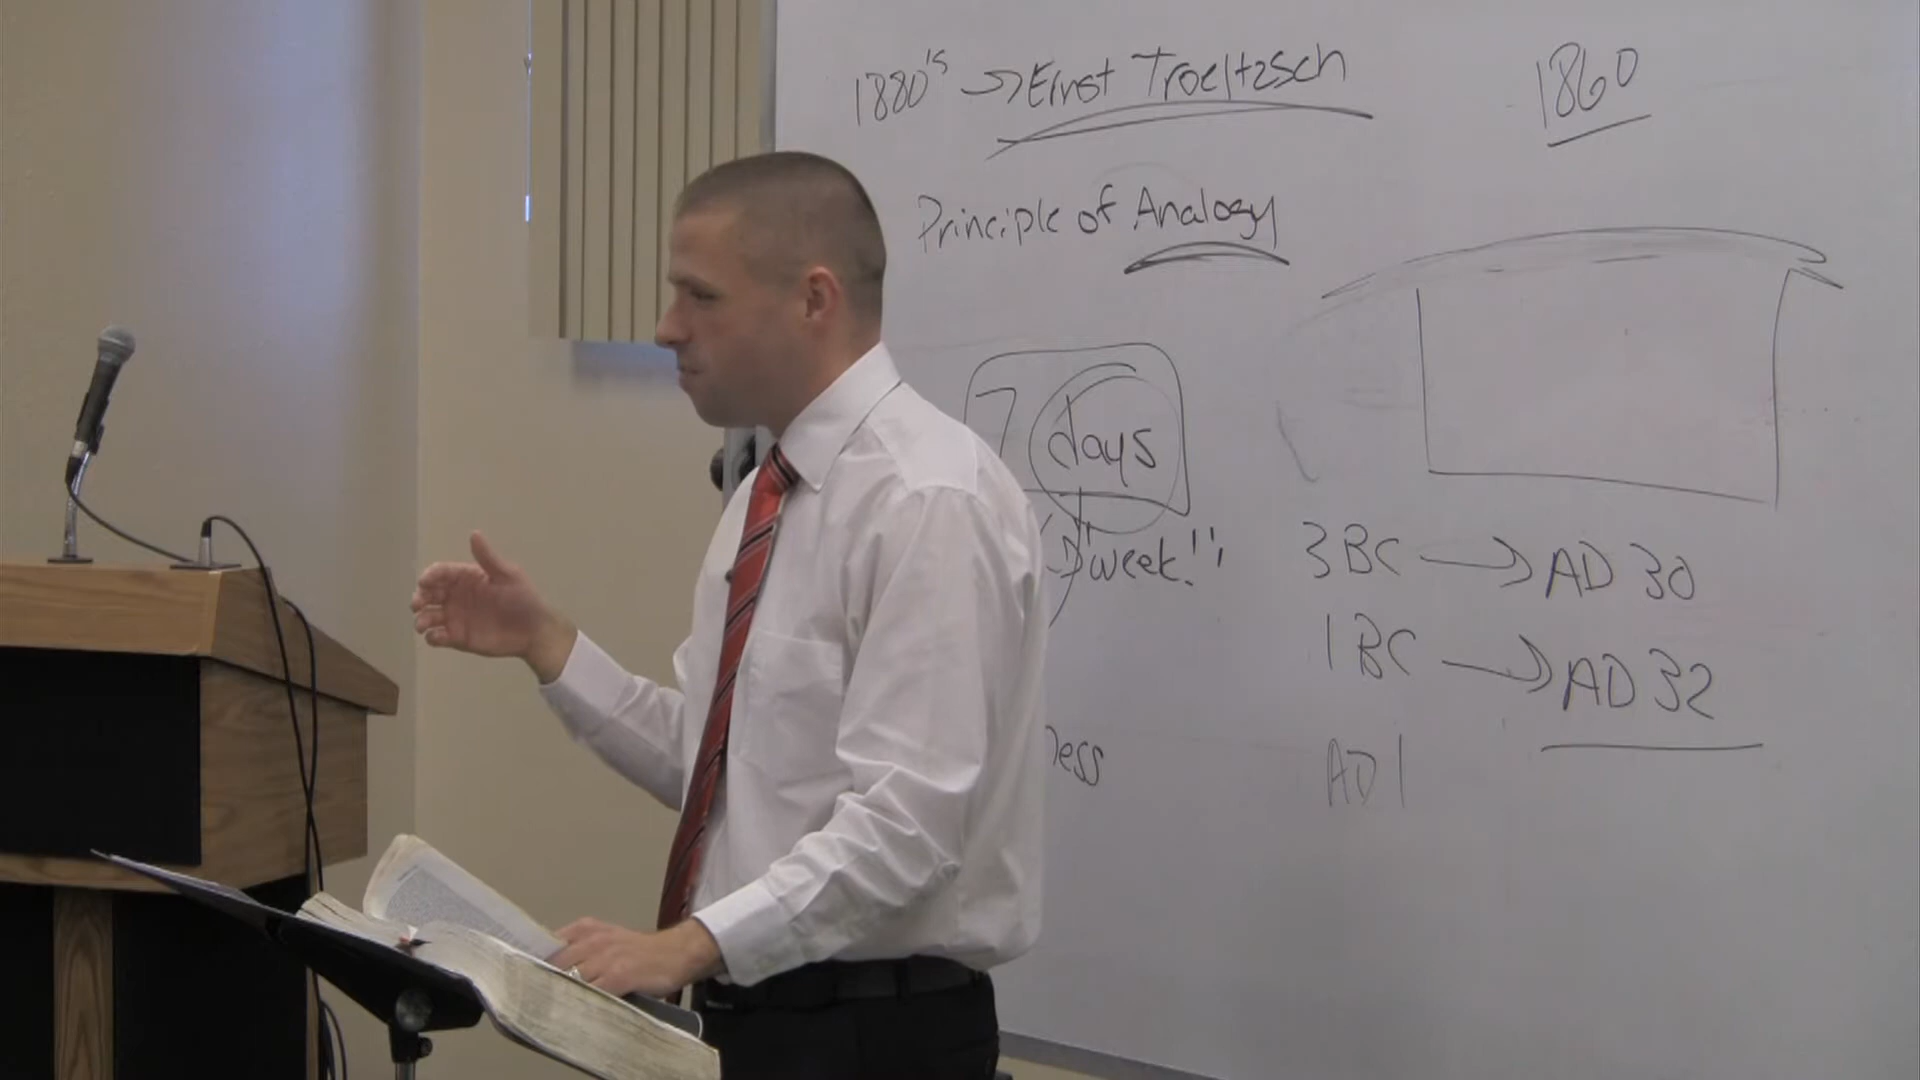 1880's → Ernst Troeltzsch
1860
Principle of Analogy
7 days
"week!"
3 BC → AD 30
1 BC → AD 32
ness
AD 1